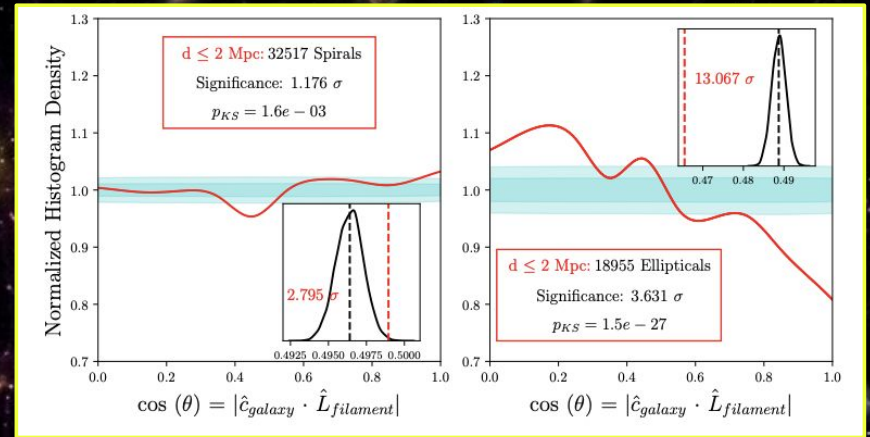 Normalized Histogram Density
1.3
1.2
1.1
1.0
0.9
0.8
0.7
d ≤ 2 Mpc: 32517 Spirals
Significance: 1.176 σ
p_KS = 1.6e − 03
2.795 σ
0.4925 0.4950 0.4975 0.5000
0.0 0.2 0.4 0.6 0.8 1.0
cos (θ) = |ĉ_galaxy · L̂_filament|
1.3
1.2
1.1
1.0
0.9
0.8
0.7
13.067 σ
0.47 0.48 0.49
d ≤ 2 Mpc: 18955 Ellipticals
Significance: 3.631 σ
p_KS = 1.5e − 27
0.0 0.2 0.4 0.6 0.8 1.0
cos (θ) = |ĉ_galaxy · L̂_filament|